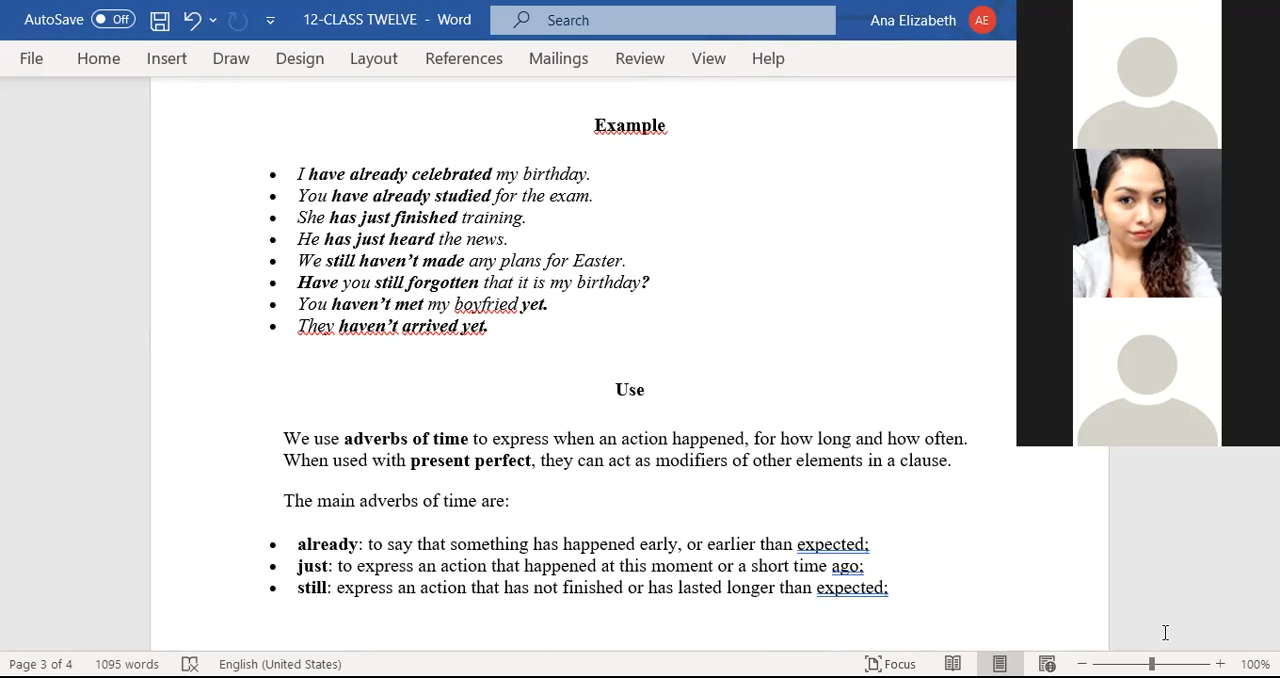 AutoSave Off 12-CLASS TWELVE - Word Search Ana Elizabeth AE
File Home Insert Draw Design Layout References Mailings Review View Help
Example
• I have already celebrated my birthday.
• You have already studied for the exam.
• She has just finished training.
• He has just heard the news.
• We still haven't made any plans for Easter.
• Have you still forgotten that it is my birthday?
• You haven't met my boyfried yet.
• They haven't arrived yet.
Use
We use adverbs of time to express when an action happened, for how long and how often.
When used with present perfect, they can act as modifiers of other elements in a clause.
The main adverbs of time are:
• already: to say that something has happened early, or earlier than expected;
• just: to express an action that happened at this moment or a short time ago;
• still: express an action that has not finished or has lasted longer than expected;
Page 3 of 4 1095 words English (United States) Focus 100%